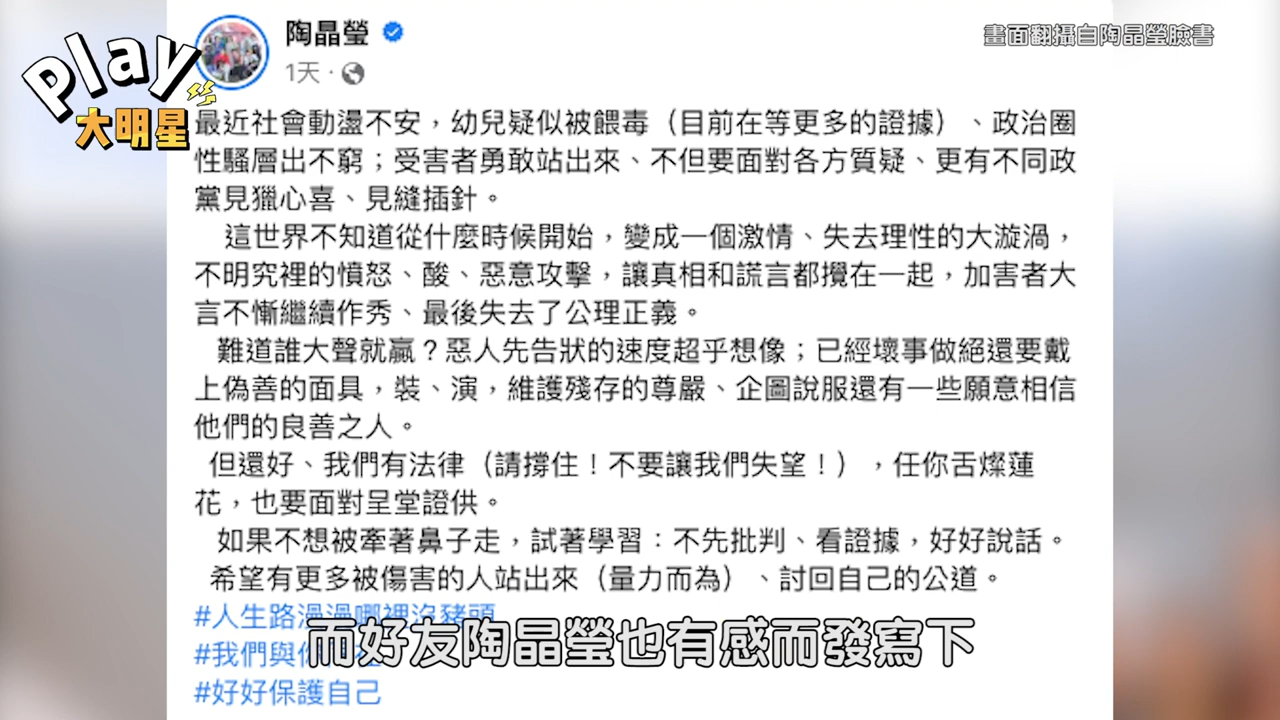 Play
大明星
畫面翻攝自陶晶瑩臉書
陶晶瑩
1天
最近社會動盪不安，幼兒疑似被餵毒（目前在等更多的證據）、政治圈
性騷層出不窮；受害者勇敢站出來、不但要面對各方質疑、更有不同政
黨見獵心喜、見縫插針。
這世界不知道從什麼時候開始，變成一個激情、失去理性的大漩渦，
不明究裡的憤怒、酸、惡意攻擊，讓真相和謊言都攪在一起，加害者大
言不慚繼續作秀、最後失去了公理正義。
難道誰大聲就贏？惡人先告狀的速度超乎想像；已經壞事做絕還要戴
上偽善的面具，裝、演，維護殘存的尊嚴、企圖說服還有一些願意相信
他們的良善之人。
但還好、我們有法律（請撐住！不要讓我們失望！），任你舌燦蓮
花，也要面對呈堂證供。
如果不想被牽著鼻子走，試著學習：不先批判、看證據，好好說話。
希望有更多被傷害的人站出來（量力而為）、討回自己的公道。
#人生路漫漫哪裡沒豬頭
#我們與你
#好好保護自己
而好友陶晶瑩也有感而發寫下